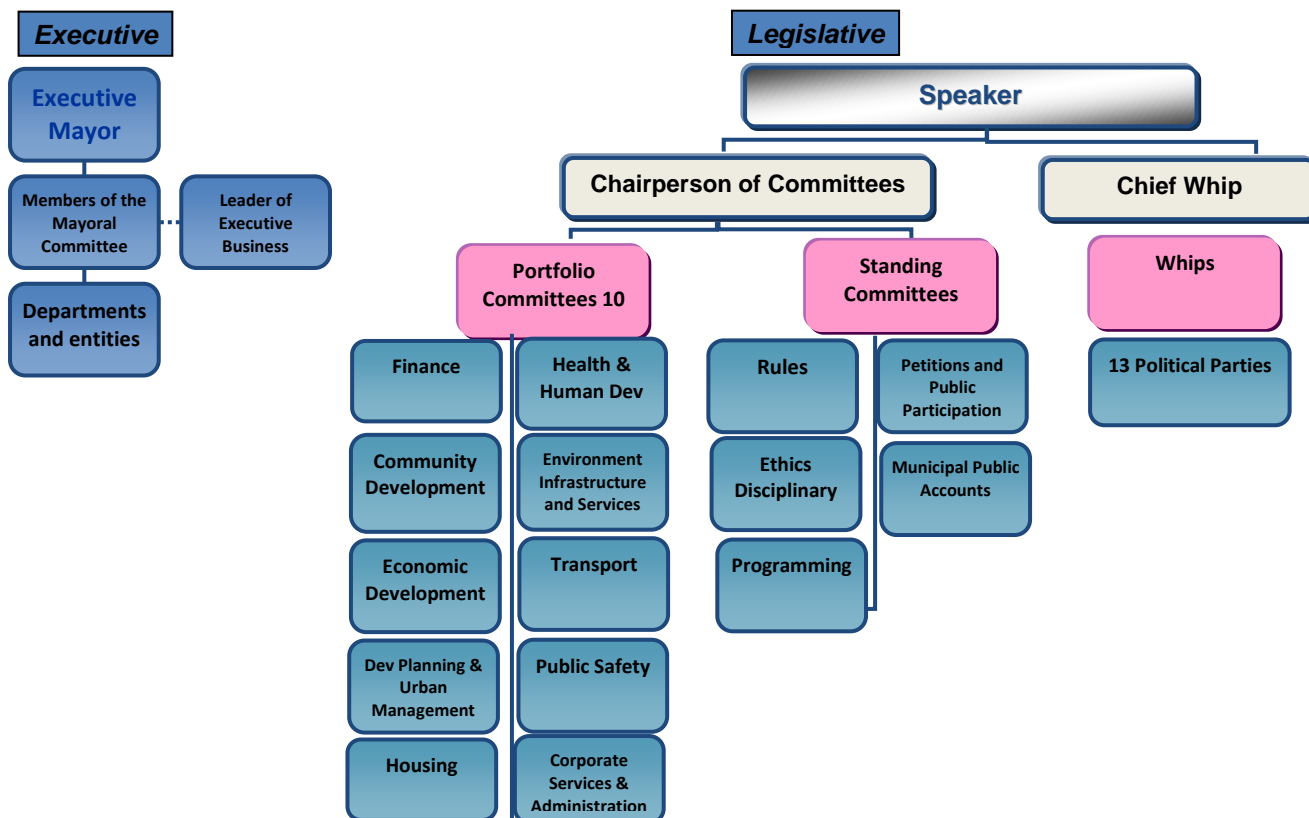 Executive
Executive
Mayor
Members of the
Mayoral
Committee
Leader of
Executive
Business
Departments
and entities
Legislative
Speaker
Chairperson of Committees
Chief Whip
Portfolio
Committees 10
Standing
Committees
Whips
Finance
Health &
Human Dev
Community
Development
Environment
Infrastructure
and Services
Economic
Development
Transport
Dev Planning &
Urban
Management
Public Safety
Housing
Corporate
Services &
Administration
Rules
Petitions and
Public
Participation
Ethics
Disciplinary
Municipal Public
Accounts
Programming
13 Political Parties